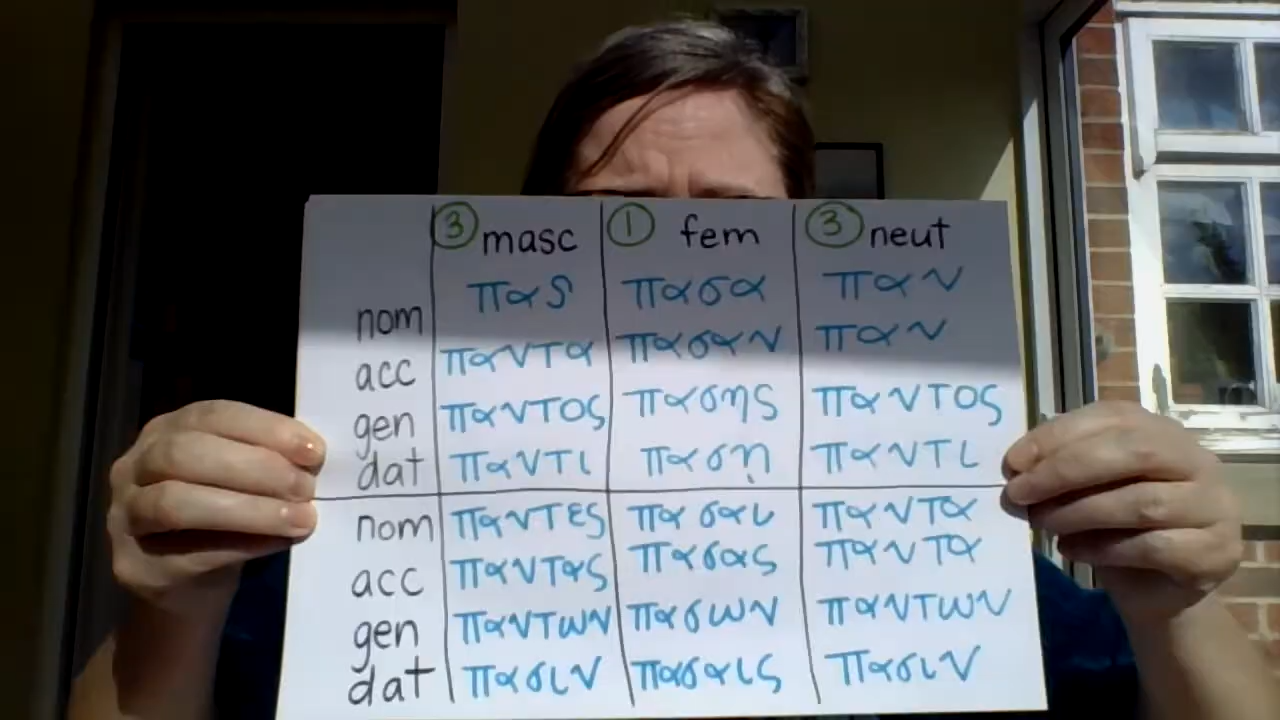 ③ masc ① fem ③ neut
nom πας πασα παν
acc παντα πασαν παν
gen παντος πασης παντος
dat παντι πασῃ παντι
nom παντες πασαι παντα
acc παντας πασας παντα
gen παντων πασων παντων
dat πασιν πασαις πασιν